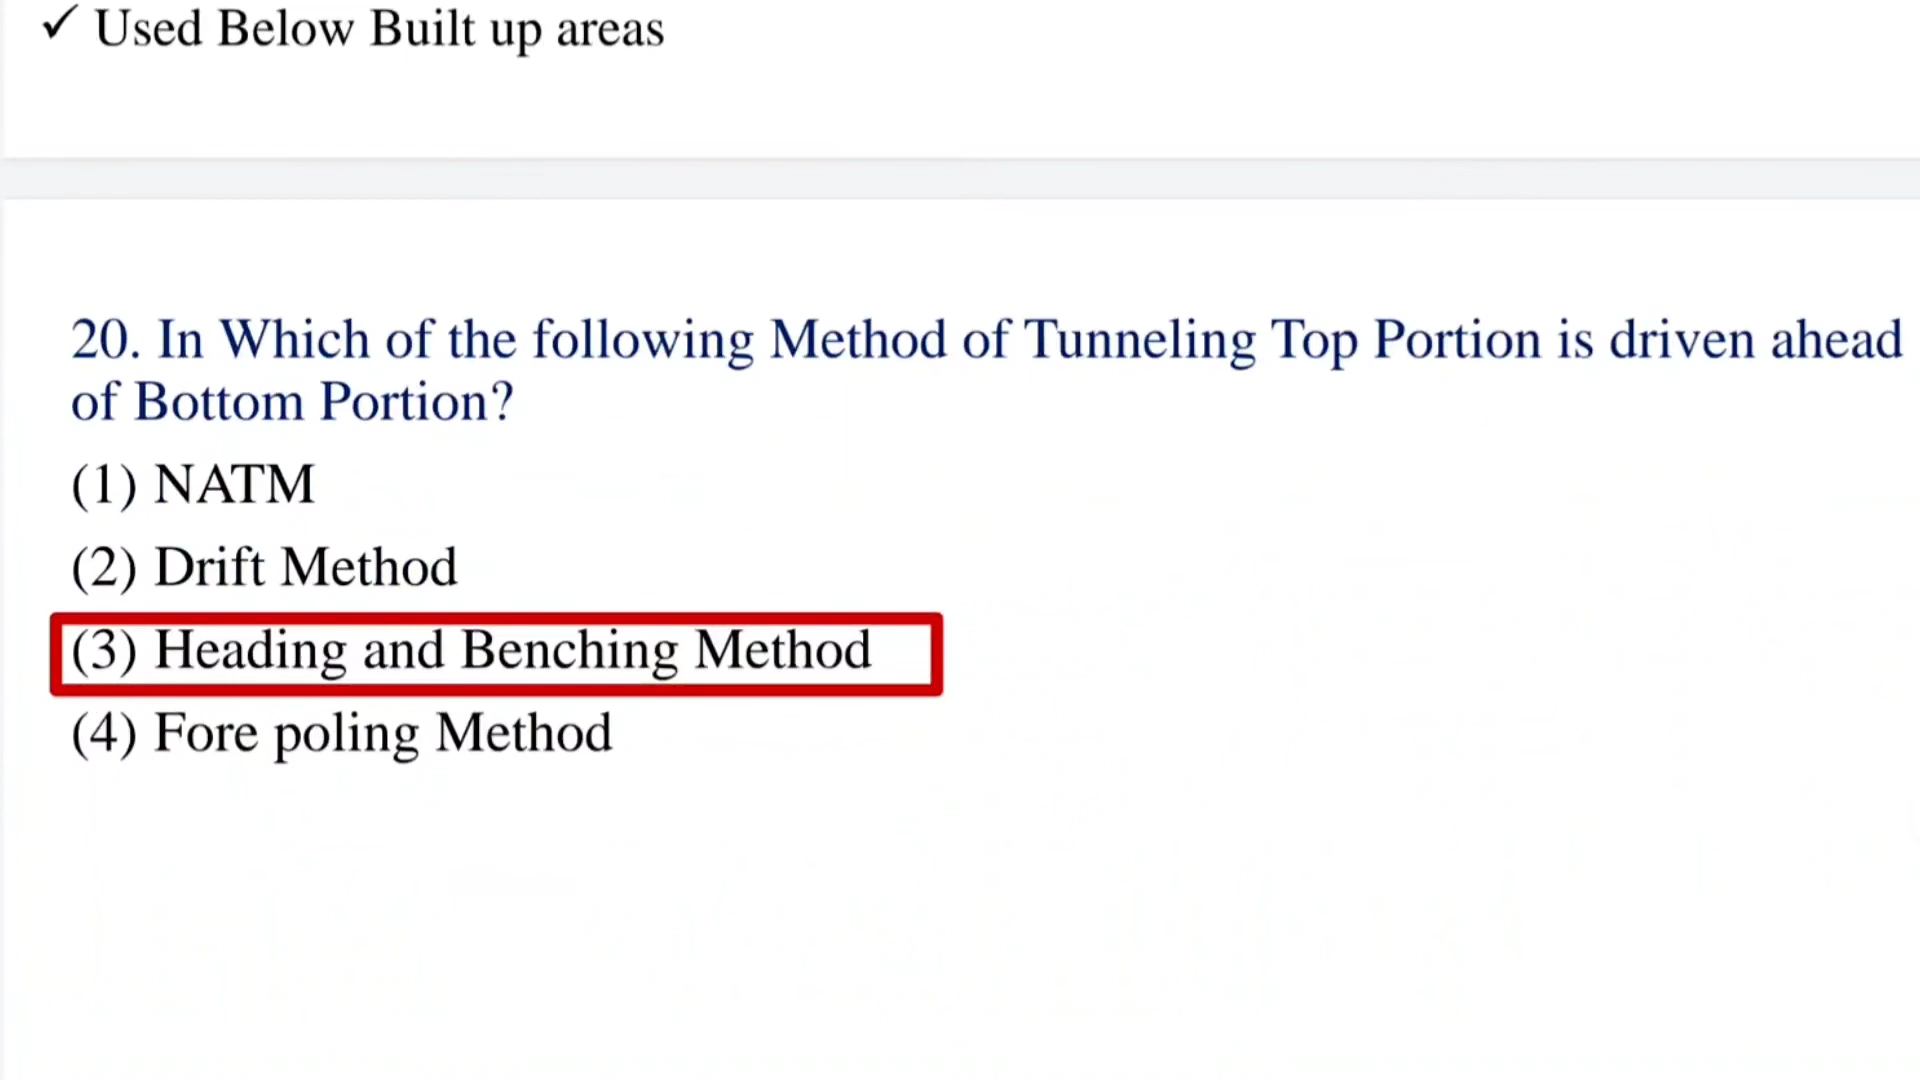 ✓ Used Below Built up areas
20. In Which of the following Method of Tunneling Top Portion is driven ahead
of Bottom Portion?
(1) NATM
(2) Drift Method
(3) Heading and Benching Method
(4) Fore poling Method